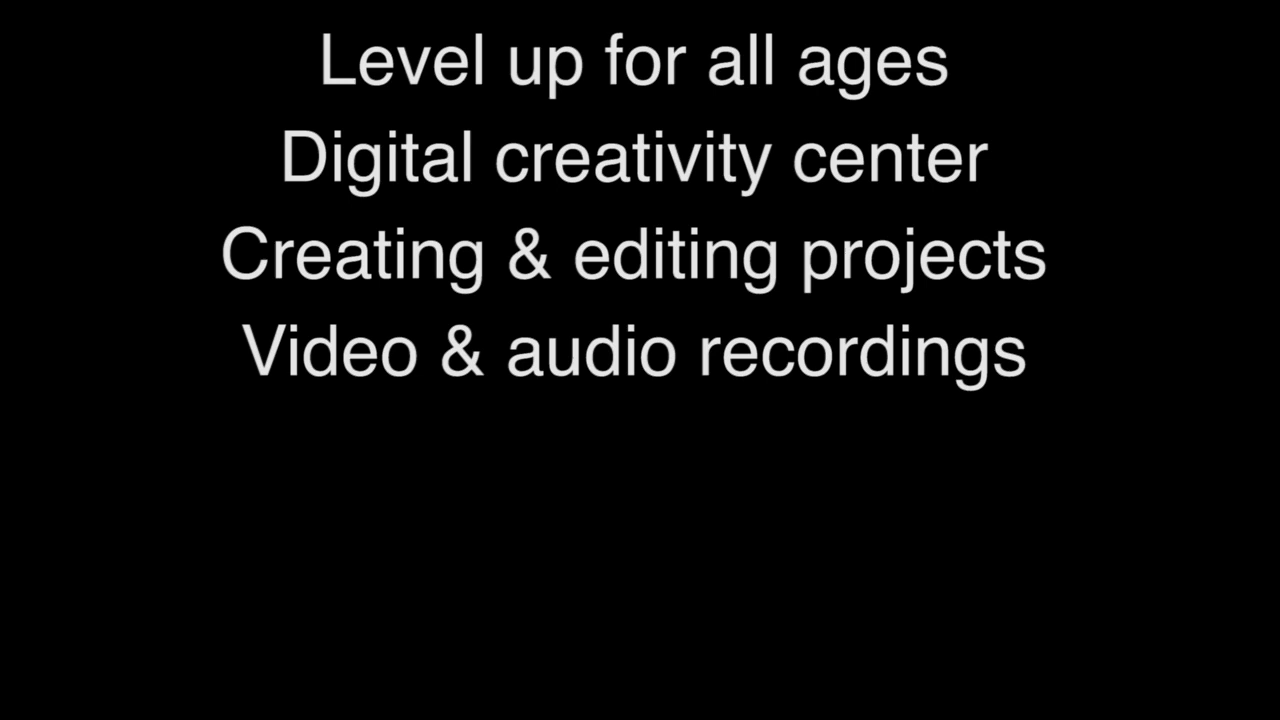 Level up for all ages
Digital creativity center
Creating & editing projects
Video & audio recordings